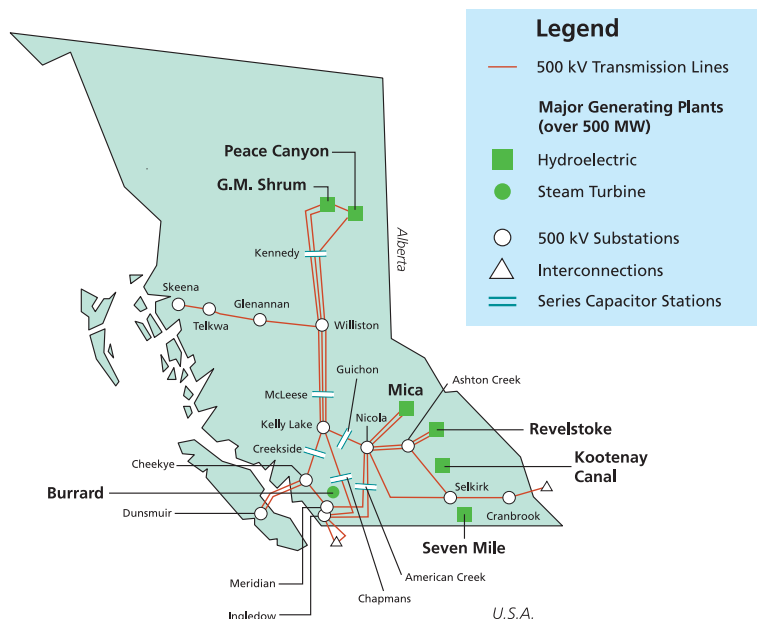 Legend
500 kV Transmission Lines
Major Generating Plants
(over 500 MW)
Hydroelectric
Steam Turbine
500 kV Substations
Interconnections
Series Capacitor Stations
Peace Canyon
G.M. Shrum
Alberta
Kennedy
Skeena
Glenannan
Telkwa
Williston
Guichon
Ashton Creek
McLeese
Mica
Nicola
Kelly Lake
Revelstoke
Creekside
Kootenay
Canal
Cheekye
Selkirk
Burrard
Dunsmuir
Cranbrook
Seven Mile
American Creek
Meridian
Chapmans
Ingledow
U.S.A.